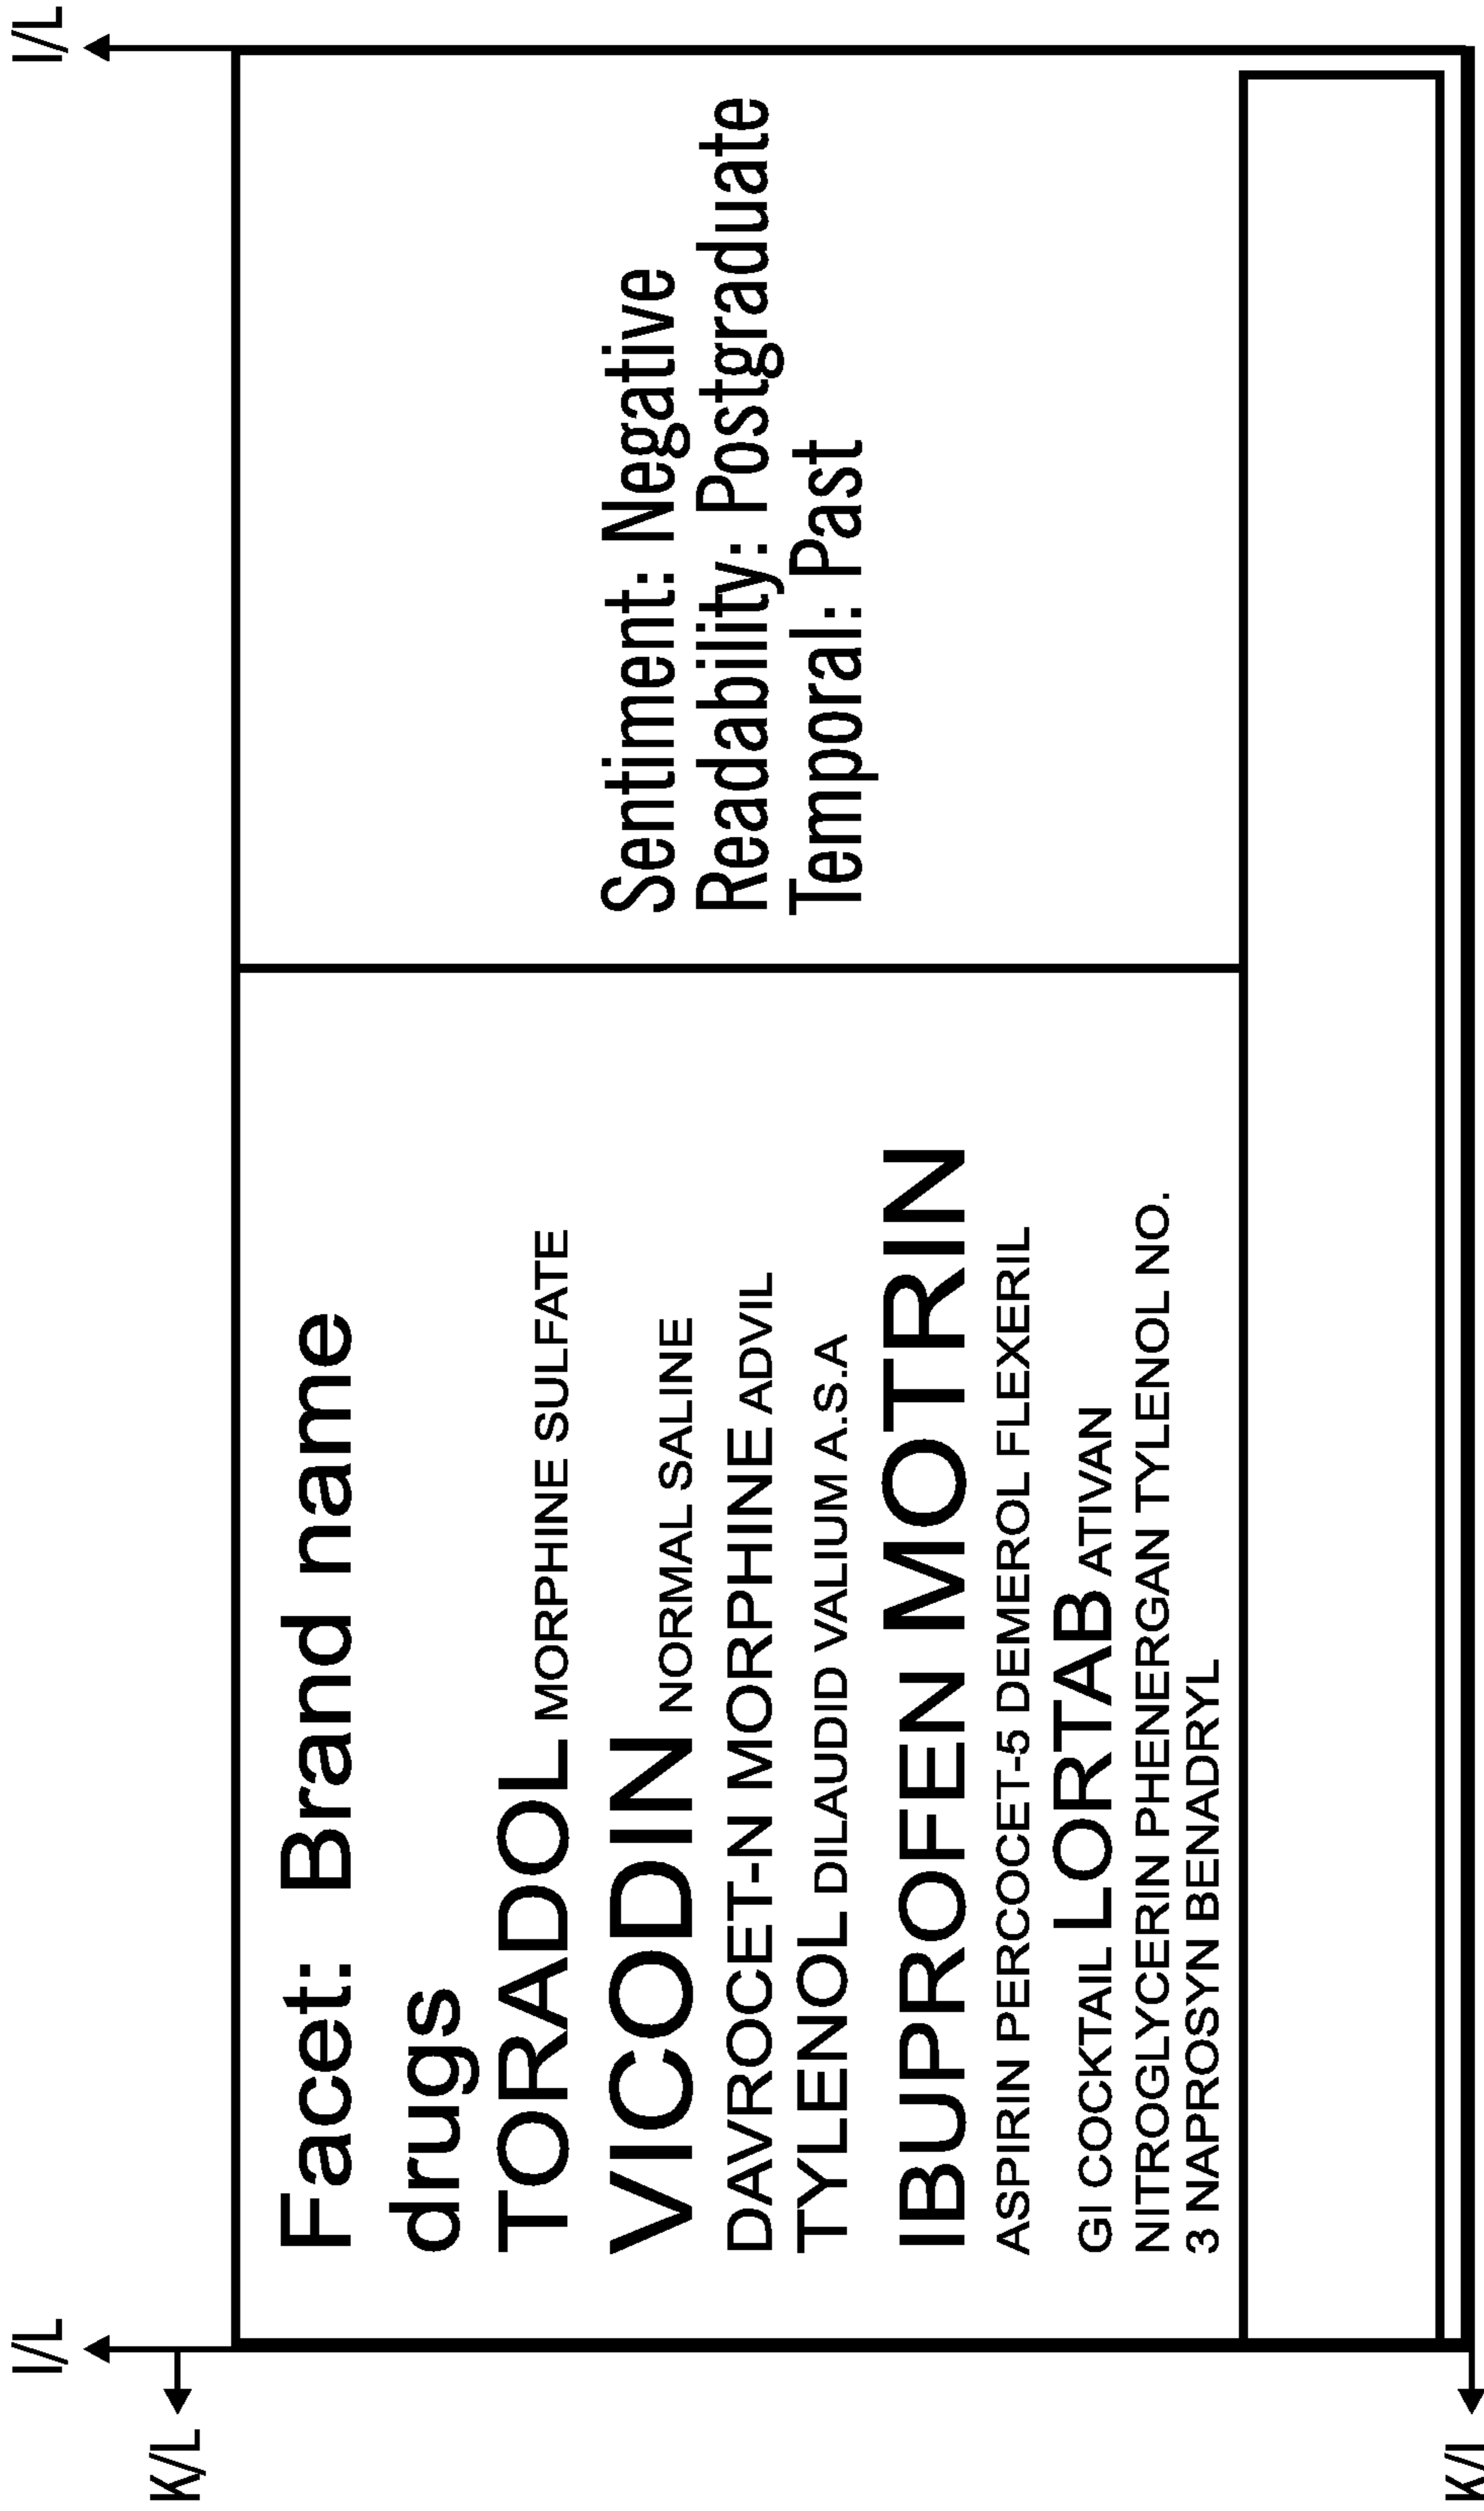 I/L
I/L
K/L
Facet: Brand name
drugs
TORADOL MORPHINE SULFATE
VICODIN NORMAL SALINE
DAVROCET-N MORPHINE ADVIL
TYLENOL DILAUDID VALIUM A.S.A
IBUPROFEN MOTRIN
ASPIRIN PERCOCET-5 DEMEROL FLEXERIL
GI COCKTAIL LORTAB ATIVAN
NITROGLYCERIN PHENERGAN TYLENOL NO.
3 NAPROSYN BENADRYL
Sentiment: Negative
Readability: Postgraduate
Temporal: Past
K/L